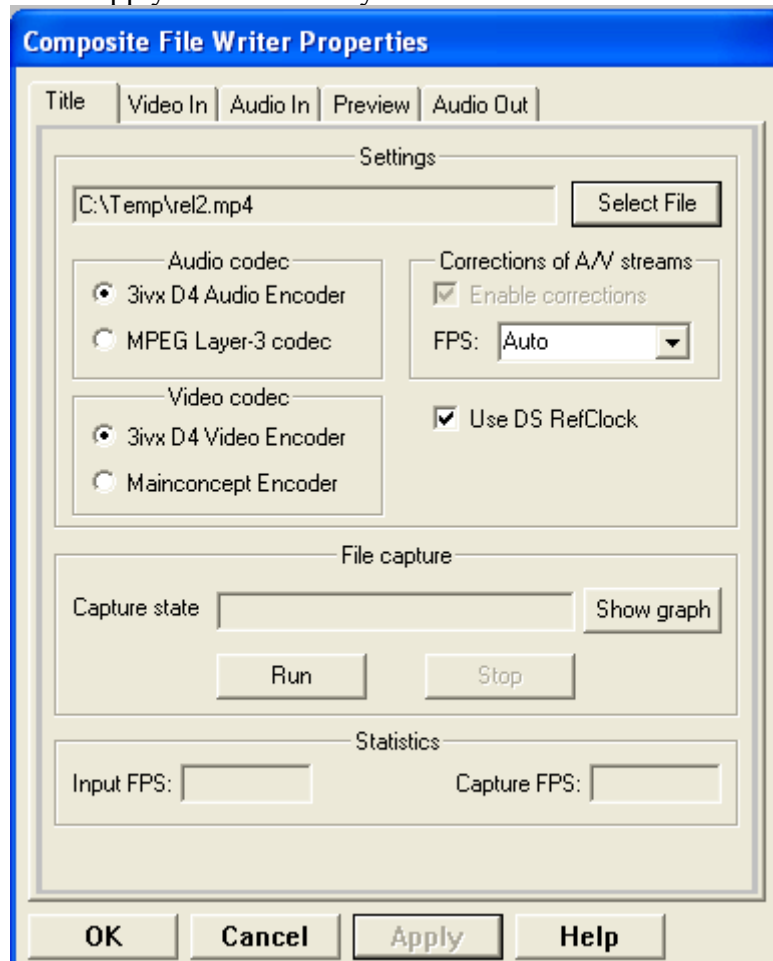 Composite File Writer Properties
Title Video In Audio In Preview Audio Out
Settings
C:\Temp\rel2.mp4 Select File
Audio codec Corrections of A/V streams
3ivx D4 Audio Encoder Enable corrections
MPEG Layer-3 codec FPS: Auto
Video codec
3ivx D4 Video Encoder Use DS RefClock
Mainconcept Encoder
File capture
Capture state Show graph
Run Stop
Statistics
Input FPS: Capture FPS:
OK Cancel Apply Help